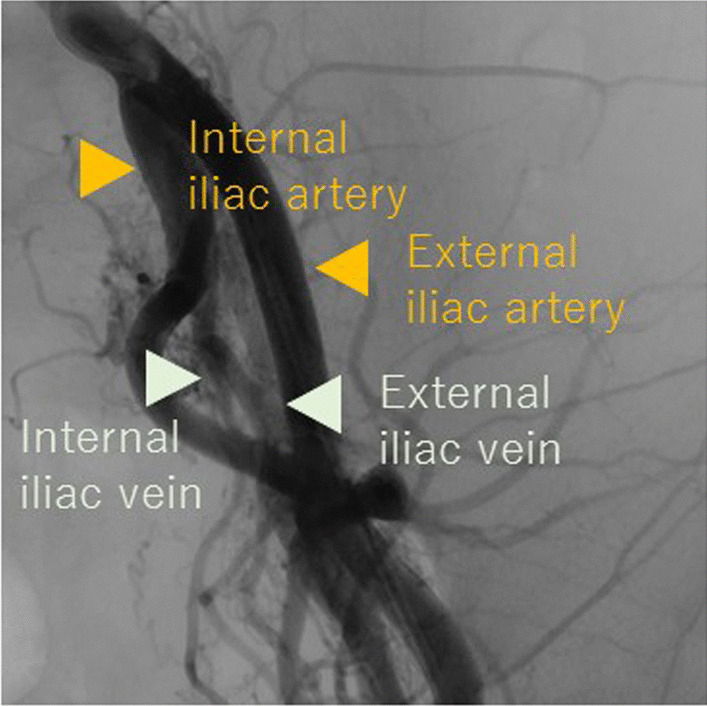 Internal
iliac artery
External
iliac artery
External
iliac vein
Internal
iliac vein